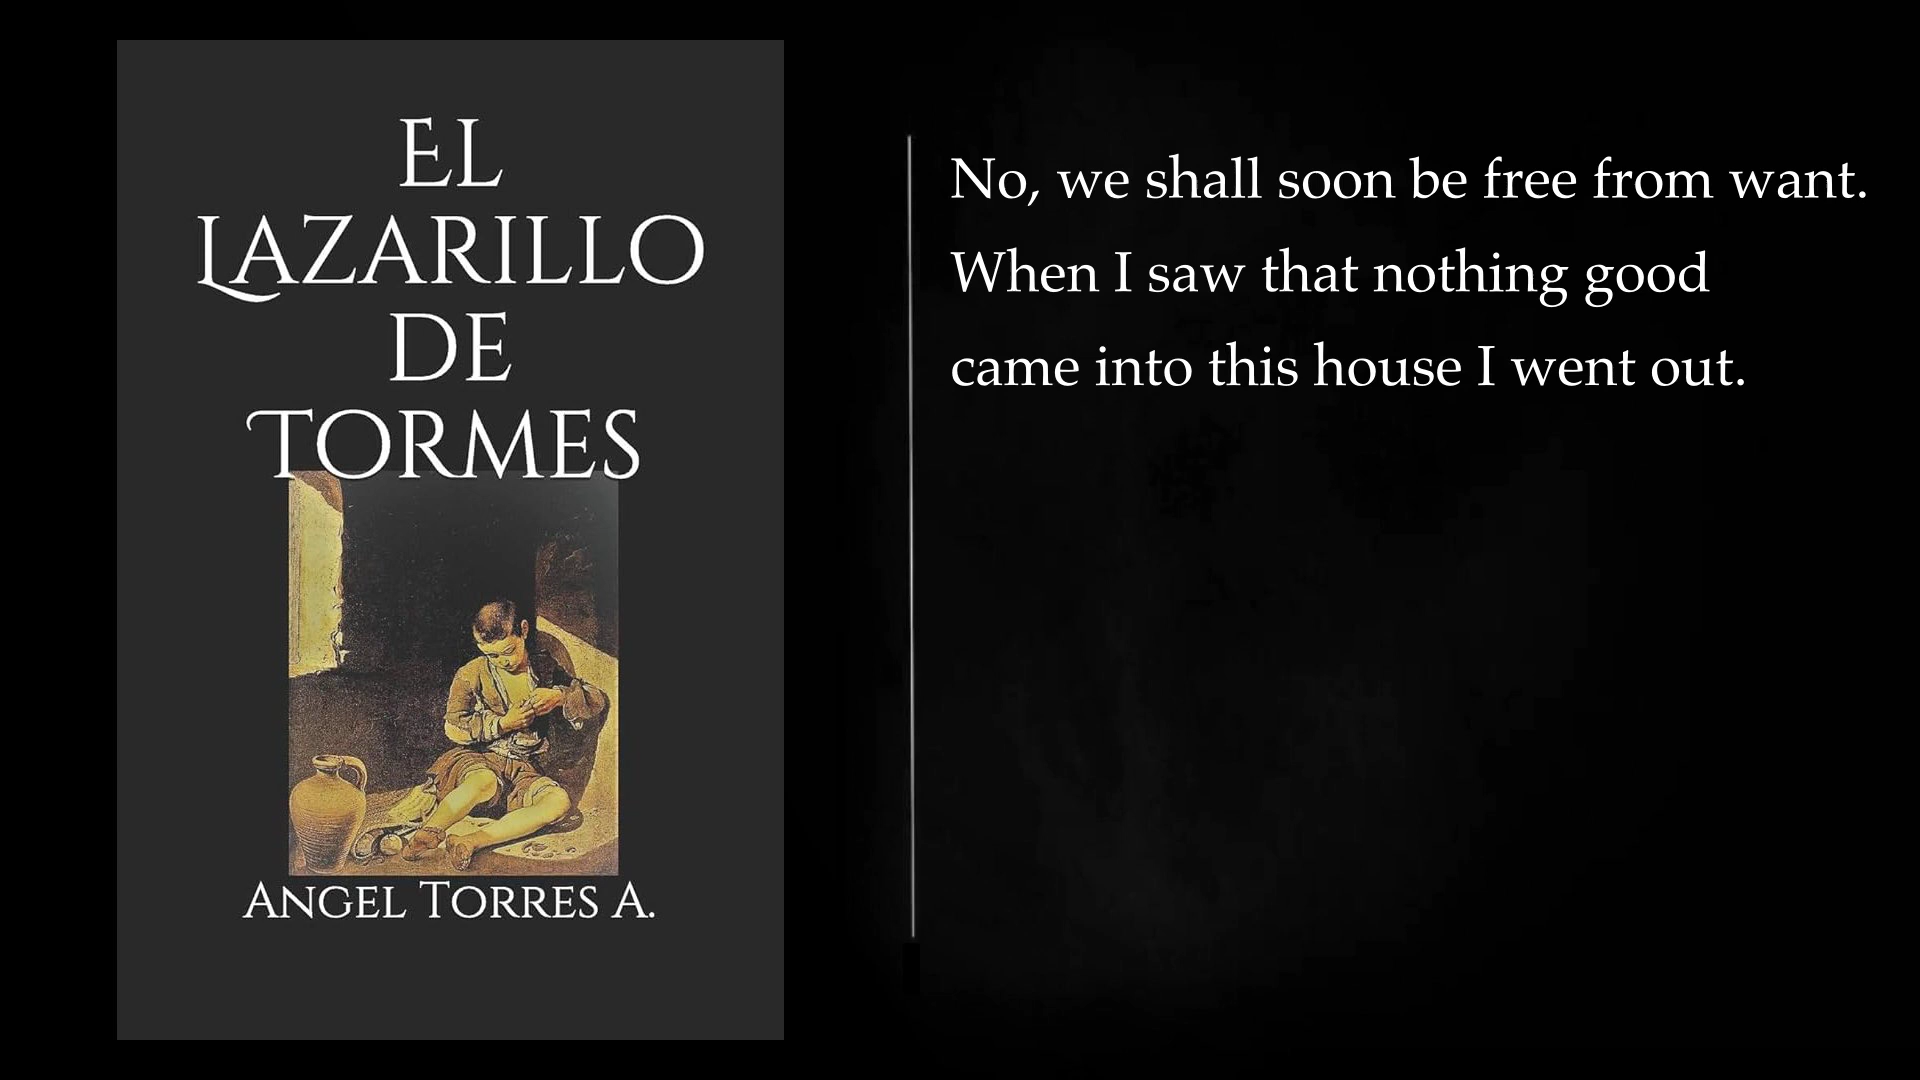 EL
LAZARILLO
DE
TORMES
ANGEL TORRES A.
No, we shall soon be free from want.
When I saw that nothing good
came into this house I went out.